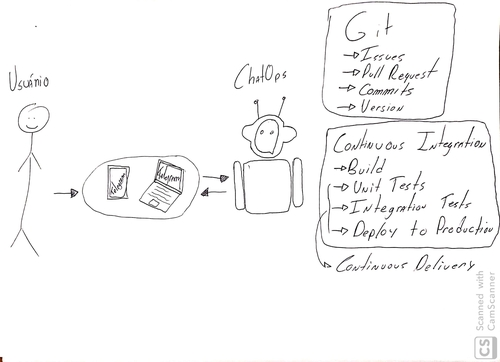 Usuário
Telegram
Telegram
ChatOps
Git
→ Issues
→ Pull Request
→ Commits
→ Version
Continuous Integration
→ Build
→ Unit Tests
→ Integration Tests
→ Deploy to Production
→ Continuous Delivery
CS
Scanned with
CamScanner